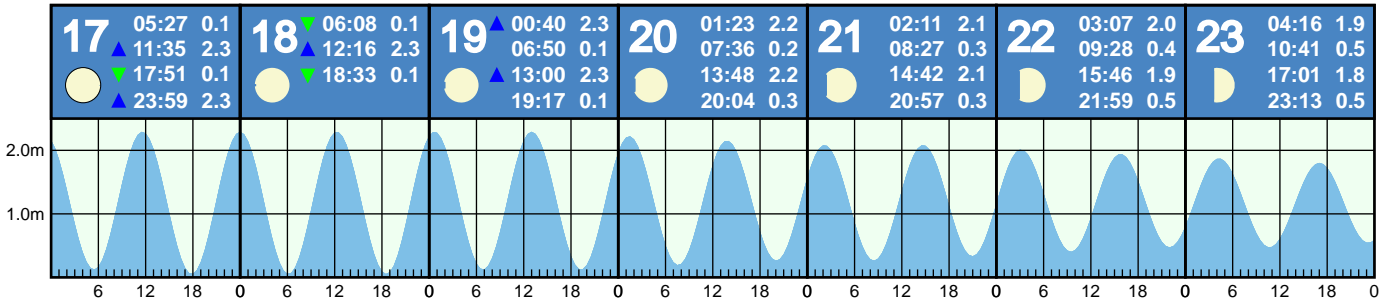 17
05:27 0.1
▲ 11:35 2.3
▼ 17:51 0.1
▲ 23:59 2.3
18
▼ 06:08 0.1
▲ 12:16 2.3
▼ 18:33 0.1
19
▲ 00:40 2.3
06:50 0.1
▲ 13:00 2.3
19:17 0.1
20
01:23 2.2
07:36 0.2
13:48 2.2
20:04 0.3
21
02:11 2.1
08:27 0.3
14:42 2.1
20:57 0.3
22
03:07 2.0
09:28 0.4
15:46 1.9
21:59 0.5
23
04:16 1.9
10:41 0.5
17:01 1.8
23:13 0.5
2.0m
1.0m
6 12 18 0 6 12 18 0 6 12 18 0 6 12 18 0 6 12 18 0 6 12 18 0 6 12 18 0